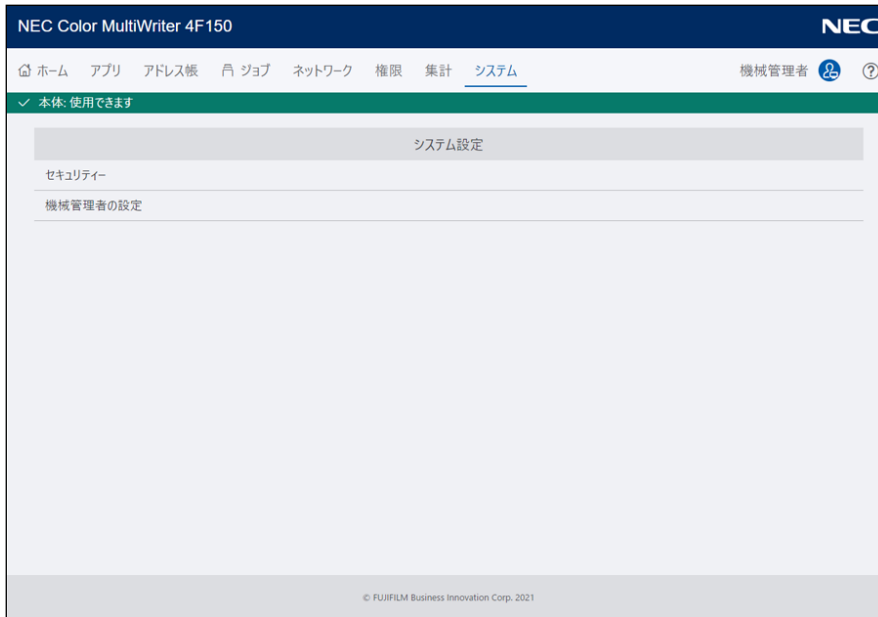 NEC Color MultiWriter 4F150 NEC
ホーム アプリ アドレス帳 ジョブ ネットワーク 権限 集計 システム 機械管理者 ?
本体: 使用できます
システム設定
セキュリティー
機械管理者の設定
© FUJIFILM Business Innovation Corp. 2021